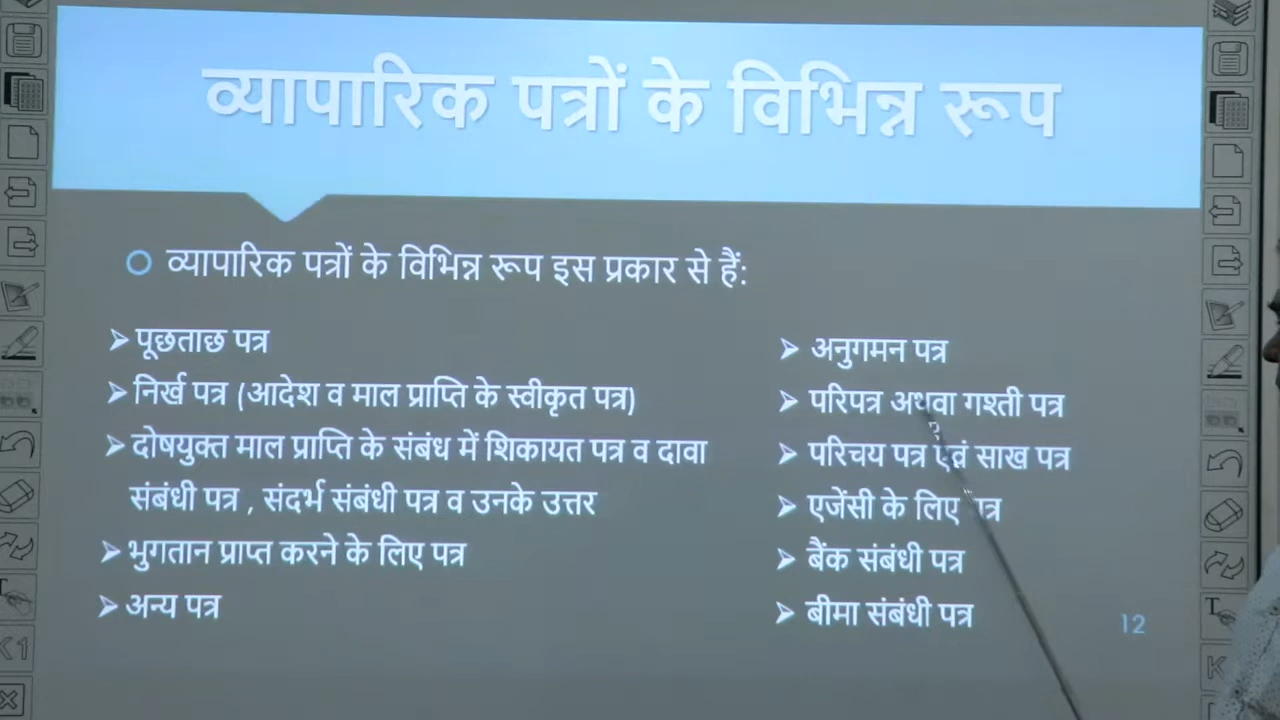 व्यापारिक पत्रों के विभिन्न रूप
व्यापारिक पत्रों के विभिन्न रूप इस प्रकार से हैं:
पूछताछ पत्र
निर्ख पत्र (आदेश व माल प्राप्ति के स्वीकृत पत्र)
दोषयुक्त माल प्राप्ति के संबंध में शिकायत पत्र व दावा
संबंधी पत्र , संदर्भ संबंधी पत्र व उनके उत्तर
भुगतान प्राप्त करने के लिए पत्र
अन्य पत्र
अनुगमन पत्र
परिपत्र अथवा गश्ती पत्र
परिचय पत्र एवं साख पत्र
एजेंसी के लिए पत्र
बैंक संबंधी पत्र
बीमा संबंधी पत्र
12